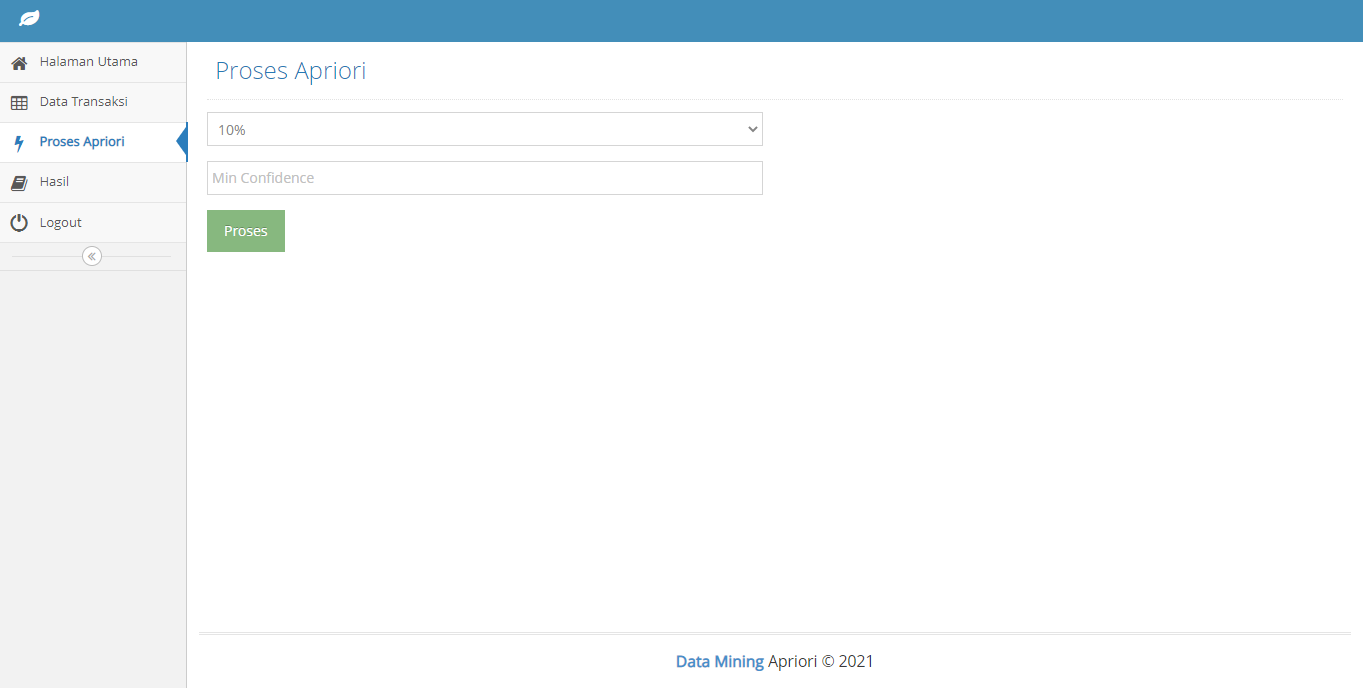 Halaman Utama
Data Transaksi
Proses Apriori
Hasil
Logout
Proses Apriori
10%
Min Confidence
Proses
Data Mining Apriori © 2021